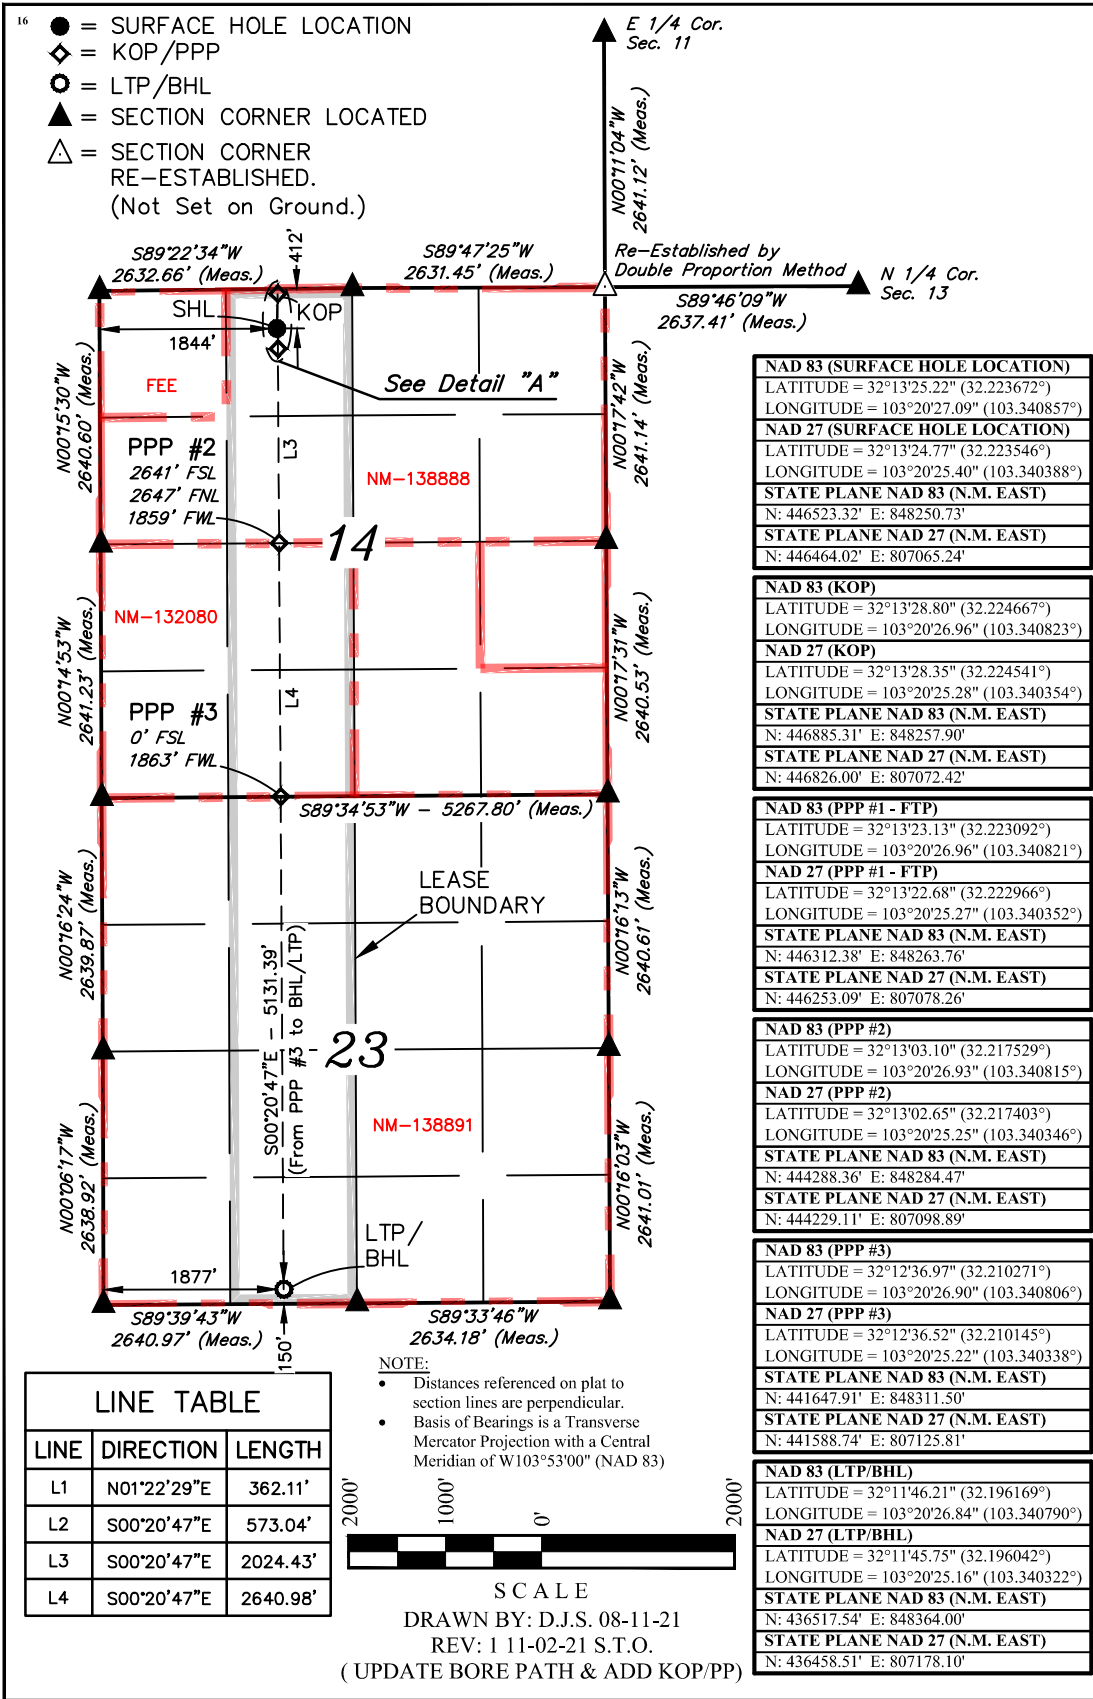 16
= SURFACE HOLE LOCATION
= KOP/PPP
= LTP/BHL
= SECTION CORNER LOCATED
= SECTION CORNER
RE-ESTABLISHED.
(Not Set on Ground.)
E 1/4 Cor.
Sec. 11
N00°11'04"W
2641.12' (Meas.)
S89°22'34"W
2632.66' (Meas.)
412'
S89°47'25"W
2631.45' (Meas.)
Re-Established by
Double Proportion Method
N 1/4 Cor.
Sec. 13
S89°46'09"W
2637.41' (Meas.)
SHL
KOP
1844'
FEE
See Detail "A"
N00°15'30"W
2640.60' (Meas.)
N00°17'42"W
2641.14' (Meas.)
PPP #2
2641' FSL
2647' FNL
1859' FWL
L3
NM-138888
14
NM-132080
N00°14'53"W
2641.23' (Meas.)
L4
N00°17'31"W
2640.53' (Meas.)
PPP #3
0' FSL
1863' FWL
S89°34'53"W - 5267.80' (Meas.)
LEASE
BOUNDARY
N00°16'24"W
2639.87' (Meas.)
N00°16'13"W
2640.61' (Meas.)
S00°20'47"E - 5131.39'
(From PPP #3 to BHL/LTP)
23
NM-138891
N00°06'17"W
2638.92' (Meas.)
N00°16'03"W
2641.01' (Meas.)
LTP/
BHL
1877'
S89°39'43"W
2640.97' (Meas.)
150'
S89°33'46"W
2634.18' (Meas.)
NAD 83 (SURFACE HOLE LOCATION)
LATITUDE = 32°13'25.22" (32.223672°)
LONGITUDE = 103°20'27.09" (103.340857°)
NAD 27 (SURFACE HOLE LOCATION)
LATITUDE = 32°13'24.77" (32.223546°)
LONGITUDE = 103°20'25.40" (103.340388°)
STATE PLANE NAD 83 (N.M. EAST)
N: 446523.32' E: 848250.73'
STATE PLANE NAD 27 (N.M. EAST)
N: 446464.02' E: 807065.24'
NAD 83 (KOP)
LATITUDE = 32°13'28.80" (32.224667°)
LONGITUDE = 103°20'26.96" (103.340823°)
NAD 27 (KOP)
LATITUDE = 32°13'28.35" (32.224541°)
LONGITUDE = 103°20'25.28" (103.340354°)
STATE PLANE NAD 83 (N.M. EAST)
N: 446885.31' E: 848257.90'
STATE PLANE NAD 27 (N.M. EAST)
N: 446826.00' E: 807072.42'
NAD 83 (PPP #1 - FTP)
LATITUDE = 32°13'23.13" (32.223092°)
LONGITUDE = 103°20'26.96" (103.340821°)
NAD 27 (PPP #1 - FTP)
LATITUDE = 32°13'22.68" (32.222966°)
LONGITUDE = 103°20'25.27" (103.340352°)
STATE PLANE NAD 83 (N.M. EAST)
N: 446312.38' E: 848263.76'
STATE PLANE NAD 27 (N.M. EAST)
N: 446253.09' E: 807078.26'
NAD 83 (PPP #2)
LATITUDE = 32°13'03.10" (32.217529°)
LONGITUDE = 103°20'26.93" (103.340815°)
NAD 27 (PPP #2)
LATITUDE = 32°13'02.65" (32.217403°)
LONGITUDE = 103°20'25.25" (103.340346°)
STATE PLANE NAD 83 (N.M. EAST)
N: 444288.36' E: 848284.47'
STATE PLANE NAD 27 (N.M. EAST)
N: 444229.11' E: 807098.89'
NAD 83 (PPP #3)
LATITUDE = 32°12'36.97" (32.210271°)
LONGITUDE = 103°20'26.90" (103.340806°)
NAD 27 (PPP #3)
LATITUDE = 32°12'36.52" (32.210145°)
LONGITUDE = 103°20'25.22" (103.340338°)
STATE PLANE NAD 83 (N.M. EAST)
N: 441647.91' E: 848311.50'
STATE PLANE NAD 27 (N.M. EAST)
N: 441588.74' E: 807125.81'
NAD 83 (LTP/BHL)
LATITUDE = 32°11'46.21" (32.196169°)
LONGITUDE = 103°20'26.84" (103.340790°)
NAD 27 (LTP/BHL)
LATITUDE = 32°11'45.75" (32.196042°)
LONGITUDE = 103°20'25.16" (103.340322°)
STATE PLANE NAD 83 (N.M. EAST)
N: 436517.54' E: 848364.00'
STATE PLANE NAD 27 (N.M. EAST)
N: 436458.51' E: 807178.10'
LINE TABLE
LINE DIRECTION LENGTH
L1 N01°22'29"E 362.11'
L2 S00°20'47"E 573.04'
L3 S00°20'47"E 2024.43'
L4 S00°20'47"E 2640.98'
NOTE:
• Distances referenced on plat to
section lines are perpendicular.
• Basis of Bearings is a Transverse
Mercator Projection with a Central
Meridian of W103°53'00" (NAD 83)
2000' 1000' 0' 2000'
SCALE
DRAWN BY: D.J.S. 08-11-21
REV: 1 11-02-21 S.T.O.
( UPDATE BORE PATH & ADD KOP/PP)